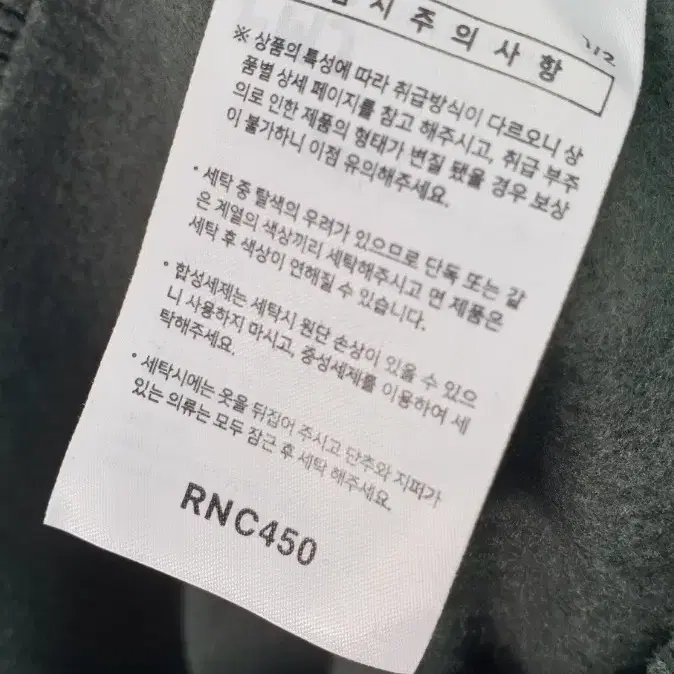 시주의사항
※ 상품의 특성에 따라 취급방식이 다르오니 상
품별 상세 페이지를 참고 해주시고, 취급 부주
의로 인한 제품의 형태가 변질 됐을 경우 보상
이 불가하니 이점 유의해주세요.
• 세탁 중 탈색의 우려가 있으므로 단독 또는 같
은 계열의 색상끼리 세탁해주시고 면 제품은
세탁 후 색상이 연해질 수 있습니다.
• 합성세제는 세탁시 원단 손상이 있을 수 있으
니 사용하지 마시고, 중성세제를 이용하여 세
탁해주세요.
• 세탁시에는 옷을 뒤집어 주시고 단추와 지퍼가
있는 의류는 모두 잠근 후 세탁 해주세요.
RNC450